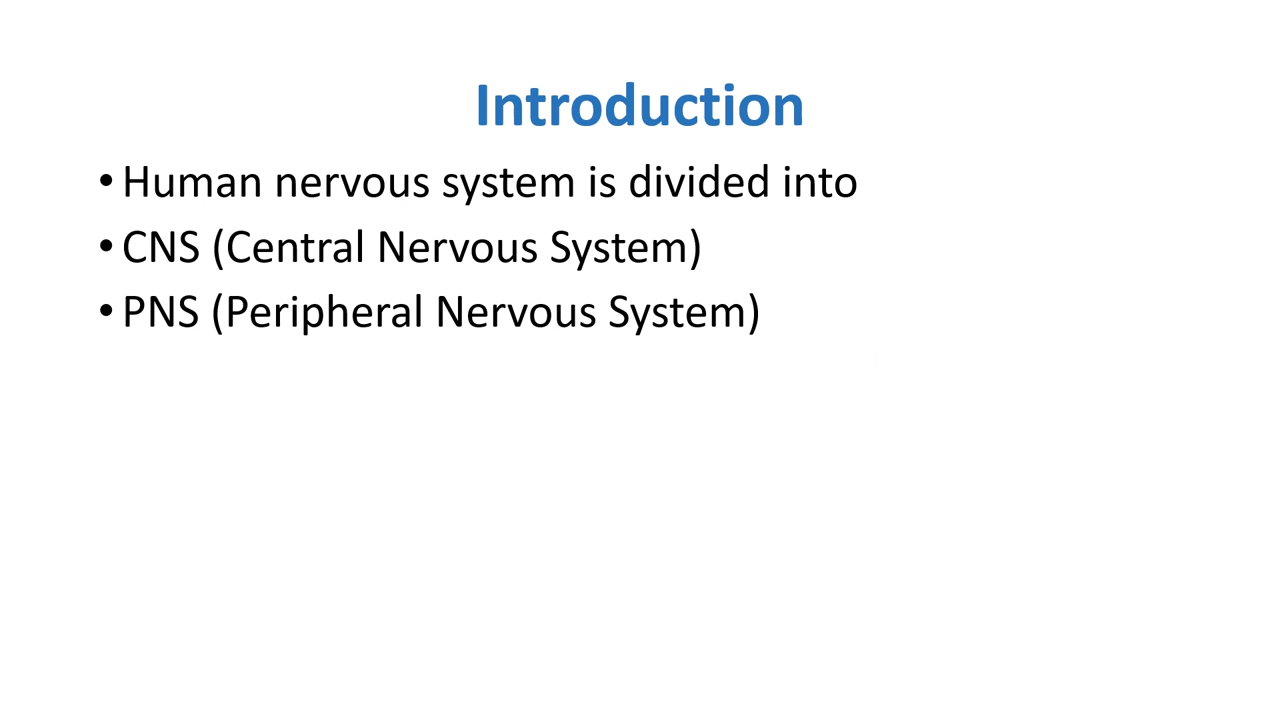 Introduction
• Human nervous system is divided into
• CNS (Central Nervous System)
• PNS (Peripheral Nervous System)